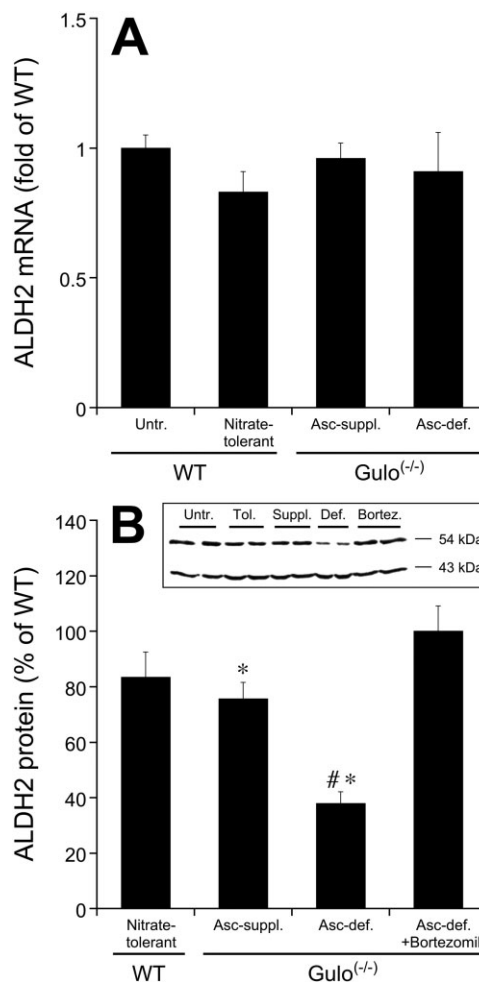 A
ALDH2 mRNA (fold of WT)
1.5
1
0.5
0
Untr.
Nitrate-
tolerant
Asc-suppl.
Asc-def.
WT
Gulo(-/-)
B
ALDH2 protein (% of WT)
140
120
100
80
60
40
20
0
Untr. Tol. Suppl. Def. Bortez.
54 kDa
43 kDa
*
# *
Nitrate-
tolerant
Asc-suppl.
Asc-def.
Asc-def.
+Bortezomib
WT
Gulo(-/-)